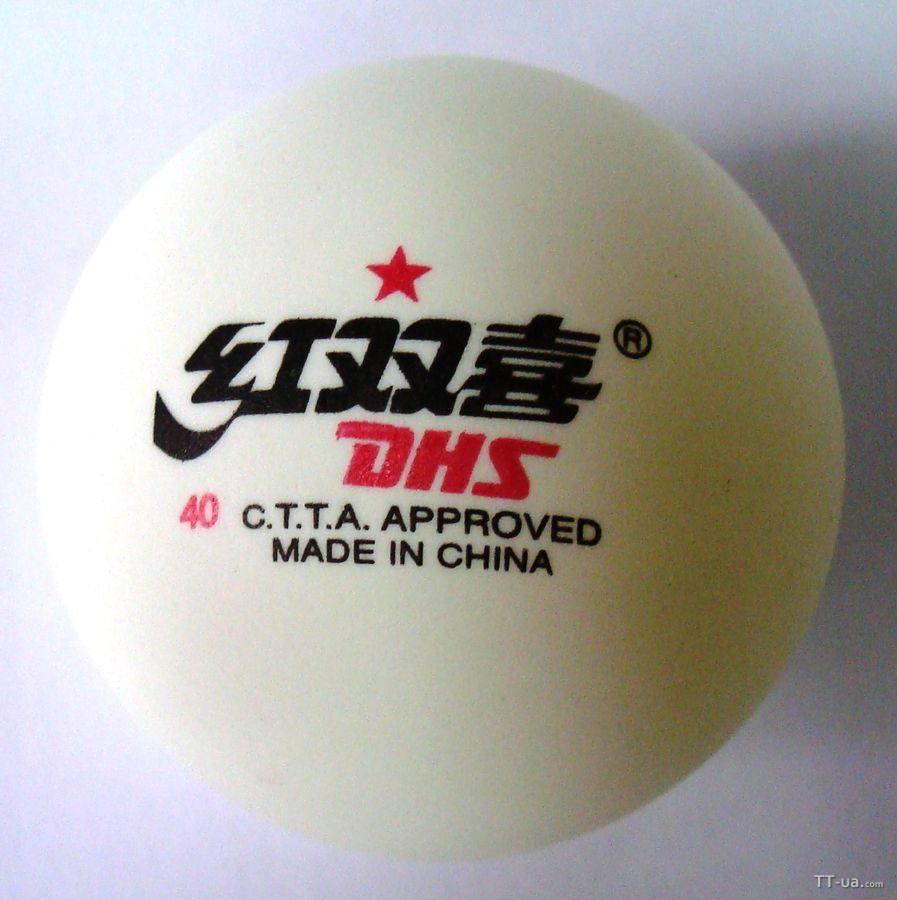 红双喜®
DHS
40 C.T.T.A. APPROVED
MADE IN CHINA
TT-ua.com